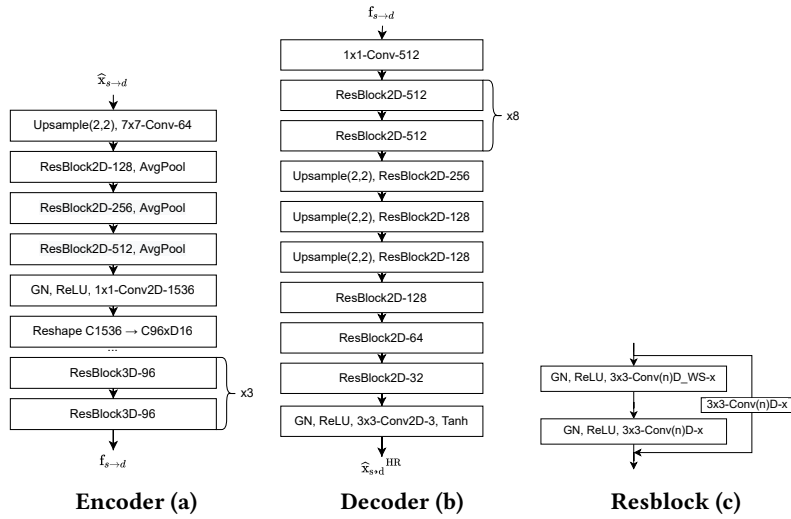 x̂ₛ→d
Upsample(2,2), 7x7-Conv-64
ResBlock2D-128, AvgPool
ResBlock2D-256, AvgPool
ResBlock2D-512, AvgPool
GN, ReLU, 1x1-Conv2D-1536
Reshape C1536 → C96xD16
...
ResBlock3D-96
ResBlock3D-96
x3
fₛ→d
Encoder (a)
fₛ→d
1x1-Conv-512
ResBlock2D-512
ResBlock2D-512
x8
Upsample(2,2), ResBlock2D-256
Upsample(2,2), ResBlock2D-128
Upsample(2,2), ResBlock2D-128
ResBlock2D-128
ResBlock2D-64
ResBlock2D-32
GN, ReLU, 3x3-Conv2D-3, Tanh
x̂ₛ→d HR
Decoder (b)
GN, ReLU, 3x3-Conv(n)D_WS-x
3x3-Conv(n)D-x
GN, ReLU, 3x3-Conv(n)D-x
Resblock (c)